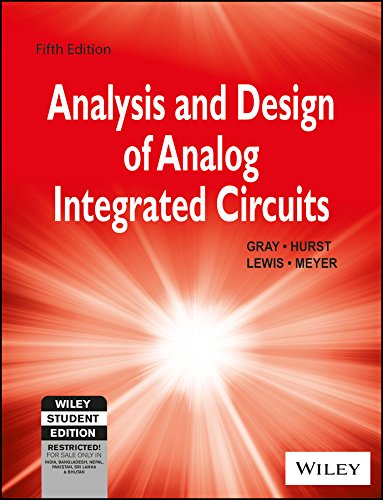 Fifth Edition
Analysis and Design
of Analog
Integrated Circuits
GRAY • HURST
LEWIS • MEYER
WILEY
STUDENT
EDITION
RESTRICTED!
FOR SALE ONLY IN
INDIA, BANGLADESH, NEPAL,
PAKISTAN, SRI LANKA
& BHUTAN
WILEY